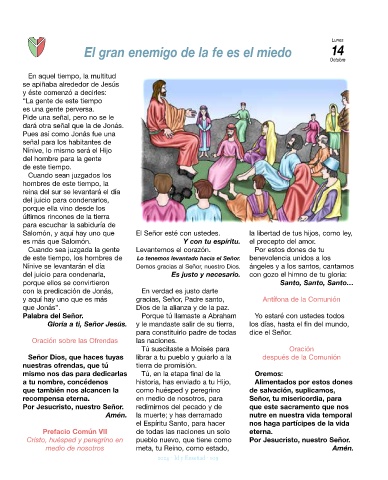 Lunes
14
Octubre
El gran enemigo de la fe es el miedo
En aquel tiempo, la multitud
se apiñaba alrededor de Jesús
y éste comenzó a decirles:
“La gente de este tiempo
es una gente perversa.
Pide una señal, pero no se le
dará otra señal que la de Jonás.
Pues así como Jonás fue una
señal para los habitantes de
Nínive, lo mismo será el Hijo
del hombre para la gente
de este tiempo.
Cuando sean juzgados los
hombres de este tiempo, la
reina del sur se levantará el día
del juicio para condenarlos,
porque ella vino desde los
últimos rincones de la tierra
para escuchar la sabiduría de
Salomón, y aquí hay uno que
es más que Salomón.
Cuando sea juzgada la gente
de este tiempo, los hombres de
Nínive se levantarán el día
del juicio para condenarla,
porque ellos se convirtieron
con la predicación de Jonás,
y aquí hay uno que es más
que Jonás”.
Palabra del Señor.
Gloria a ti, Señor Jesús.
Oración sobre las Ofrendas
Señor Dios, que haces tuyas
nuestras ofrendas, que tú
mismo nos das para dedicarlas
a tu nombre, concédenos
que también nos alcancen la
recompensa eterna.
Por Jesucristo, nuestro Señor.
Amén.
Prefacio Común VII
Cristo, huésped y peregrino en
medio de nosotros
El Señor esté con ustedes.
Y con tu espíritu.
Levantemos el corazón.
Lo tenemos levantado hacia el Señor.
Demos gracias al Señor, nuestro Dios.
Es justo y necesario.
En verdad es justo darte
gracias, Señor, Padre santo,
Dios de la alianza y de la paz.
Porque tú llamaste a Abraham
y le mandaste salir de su tierra,
para constituirlo padre de todas
las naciones.
Tú suscitaste a Moisés para
librar a tu pueblo y guiarlo a la
tierra de promisión.
Tú, en la etapa final de la
historia, has enviado a tu Hijo,
como huésped y peregrino
en medio de nosotros, para
redimirnos del pecado y de
la muerte; y has derramado
el Espíritu Santo, para hacer
de todas las naciones un solo
pueblo nuevo, que tiene como
meta, tu Reino, como estado,
la libertad de tus hijos, como ley,
el precepto del amor.
Por estos dones de tu
benevolencia unidos a los
ángeles y a los santos, cantamos
con gozo el himno de tu gloria:
Santo, Santo, Santo...
Antífona de la Comunión
Yo estaré con ustedes todos
los días, hasta el fin del mundo,
dice el Señor.
Oración
después de la Comunión
Oremos:
Alimentados por estos dones
de salvación, suplicamos,
Señor, tu misericordia, para
que este sacramento que nos
nutre en nuestra vida temporal
nos haga partícipes de la vida
eterna.
Por Jesucristo, nuestro Señor.
Amén.